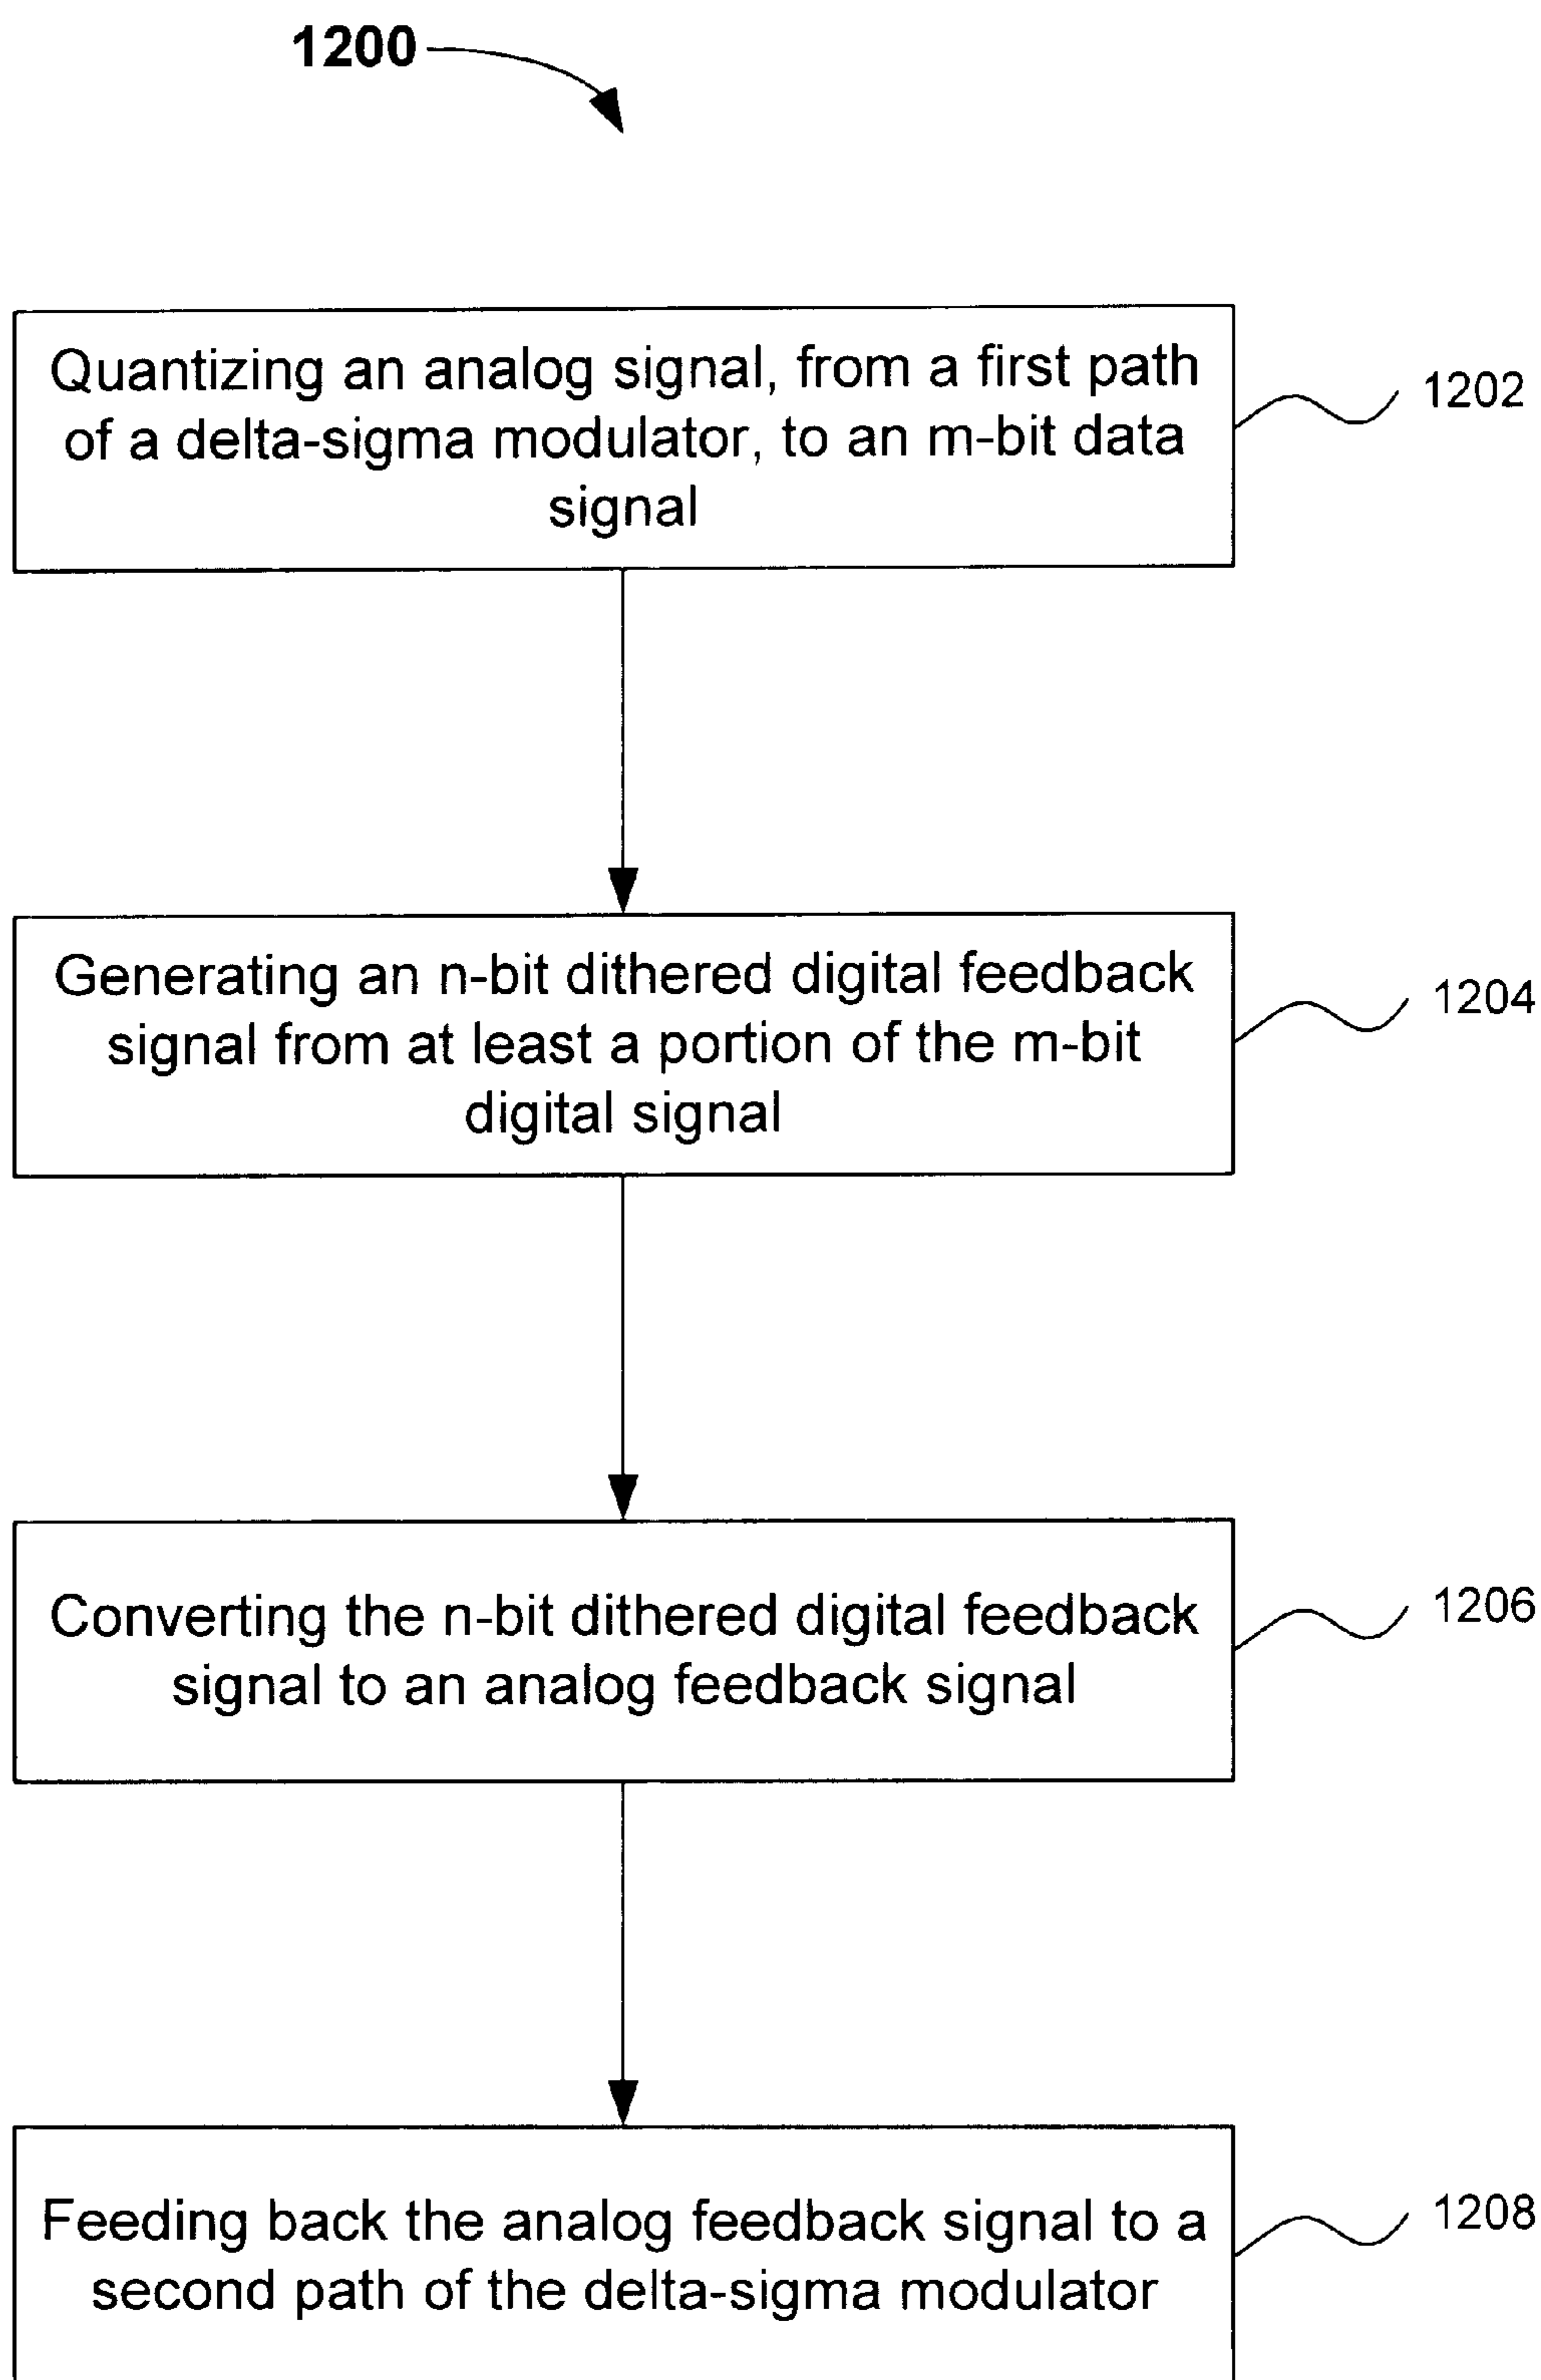 1200
Quantizing an analog signal, from a first path
of a delta-sigma modulator, to an m-bit data
signal
1202
Generating an n-bit dithered digital feedback
signal from at least a portion of the m-bit
digital signal
1204
Converting the n-bit dithered digital feedback
signal to an analog feedback signal
1206
Feeding back the analog feedback signal to a
second path of the delta-sigma modulator
1208